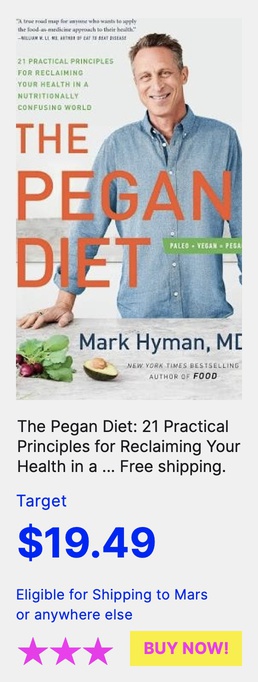 "A true road map for anyone who wants to apply
the food-as-medicine approach to their health."
—WILLIAM W. LI, MD, AUTHOR OF EAT TO BEAT DISEASE
21 PRACTICAL PRINCIPLES
FOR RECLAIMING
YOUR HEALTH IN A
NUTRITIONALLY
CONFUSING WORLD
THE
PEGAN
DIET
PALEO + VEGAN = PEGA
Mark Hyman, MD
NEW YORK TIMES BESTSELLING
AUTHOR OF FOOD
The Pegan Diet: 21 Practical
Principles for Reclaiming Your
Health in a ... Free shipping.
Target
$19.49
Eligible for Shipping to Mars
or anywhere else
BUY NOW!